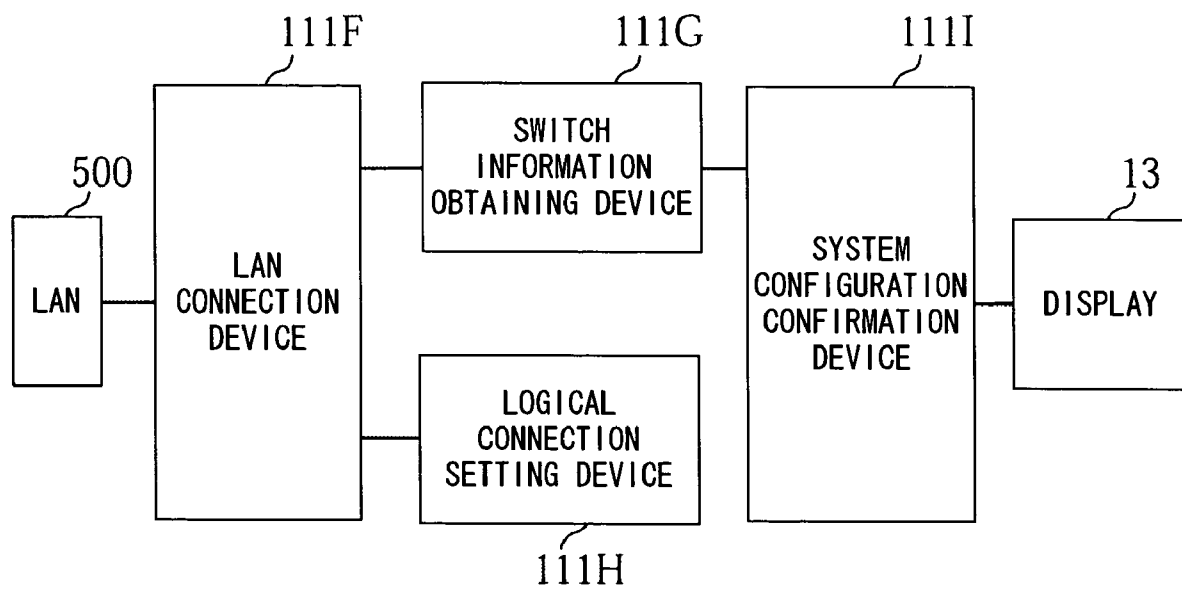 111F
111G
111I
500
13
LAN
LAN
CONNECTION
DEVICE
SWITCH
INFORMATION
OBTAINING DEVICE
LOGICAL
CONNECTION
SETTING DEVICE
111H
SYSTEM
CONFIGURATION
CONFIRMATION
DEVICE
DISPLAY